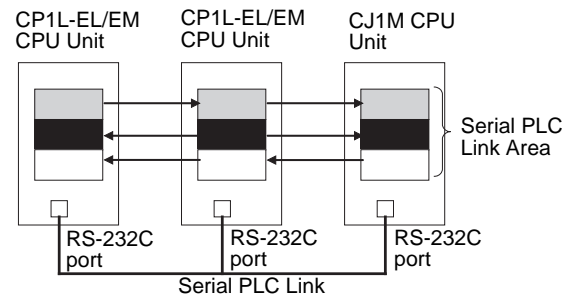 CP1L-EL/EM
CPU Unit
CP1L-EL/EM
CPU Unit
CJ1M CPU
Unit
Serial PLC
Link Area
RS-232C
port
RS-232C
port
RS-232C
port
Serial PLC Link